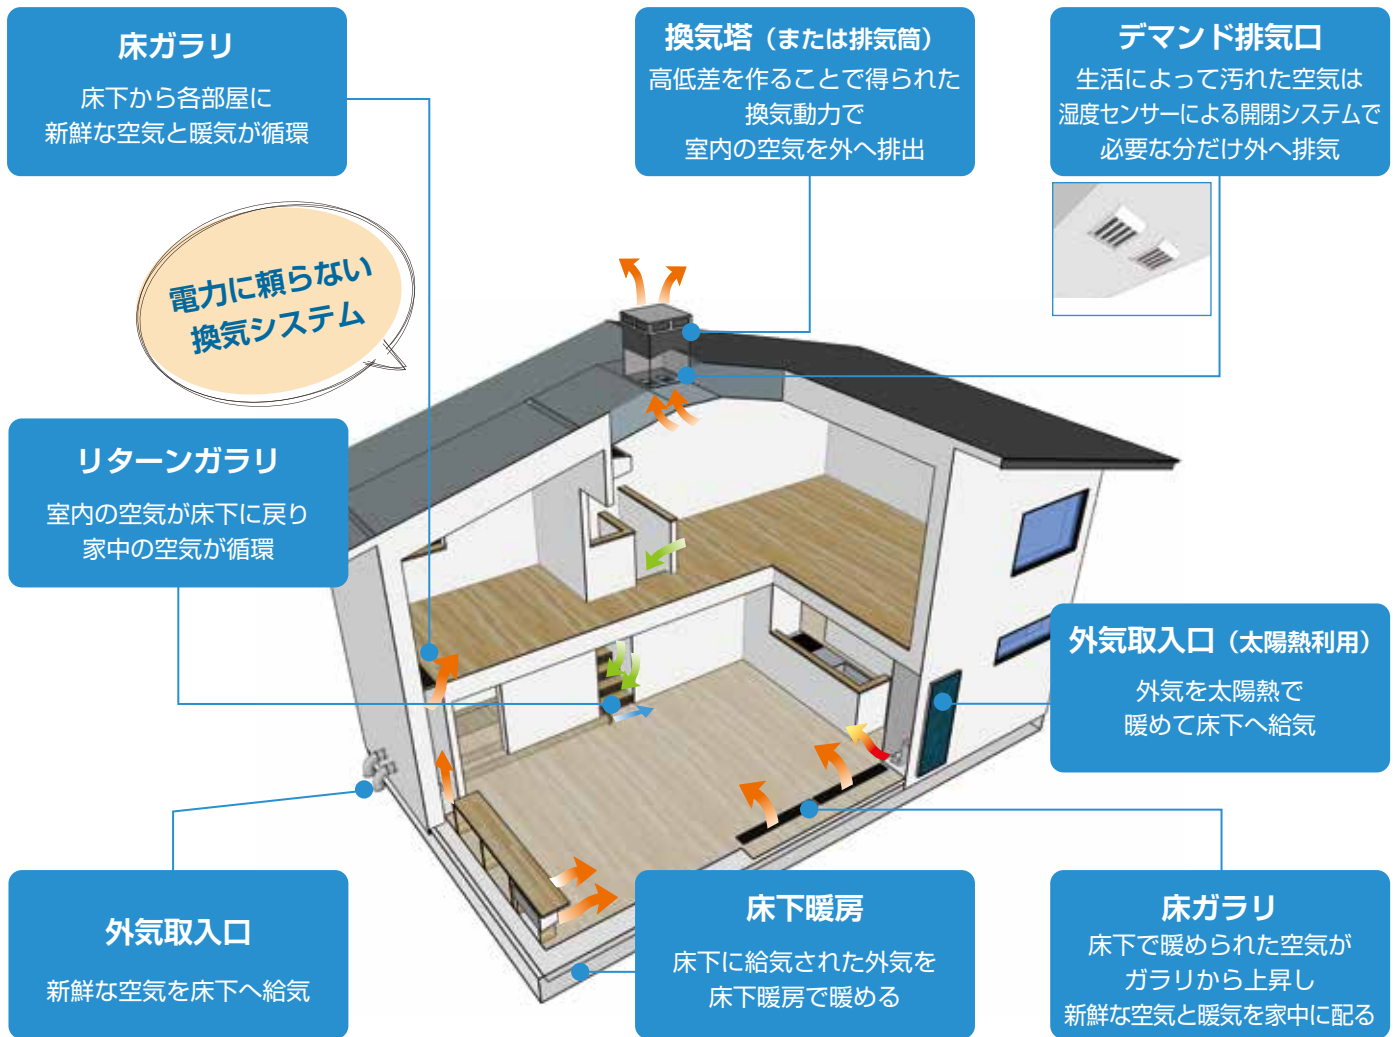 床ガラリ
床下から各部屋に
新鮮な空気と暖気が循環
換気塔（または排気筒）
高低差を作ることで得られた
換気動力で
室内の空気を外へ排出
デマンド排気口
生活によって汚れた空気は
湿度センサーによる開閉システムで
必要な分だけ外へ排気
電力に頼らない
換気システム
リターンガラリ
室内の空気が床下に戻り
家中の空気が循環
外気取入口（太陽熱利用）
外気を太陽熱で
暖めて床下へ給気
外気取入口
新鮮な空気を床下へ給気
床下暖房
床下に給気された外気を
床下暖房で暖める
床ガラリ
床下で暖められた空気が
ガラリから上昇し
新鮮な空気と暖気を家中に配る